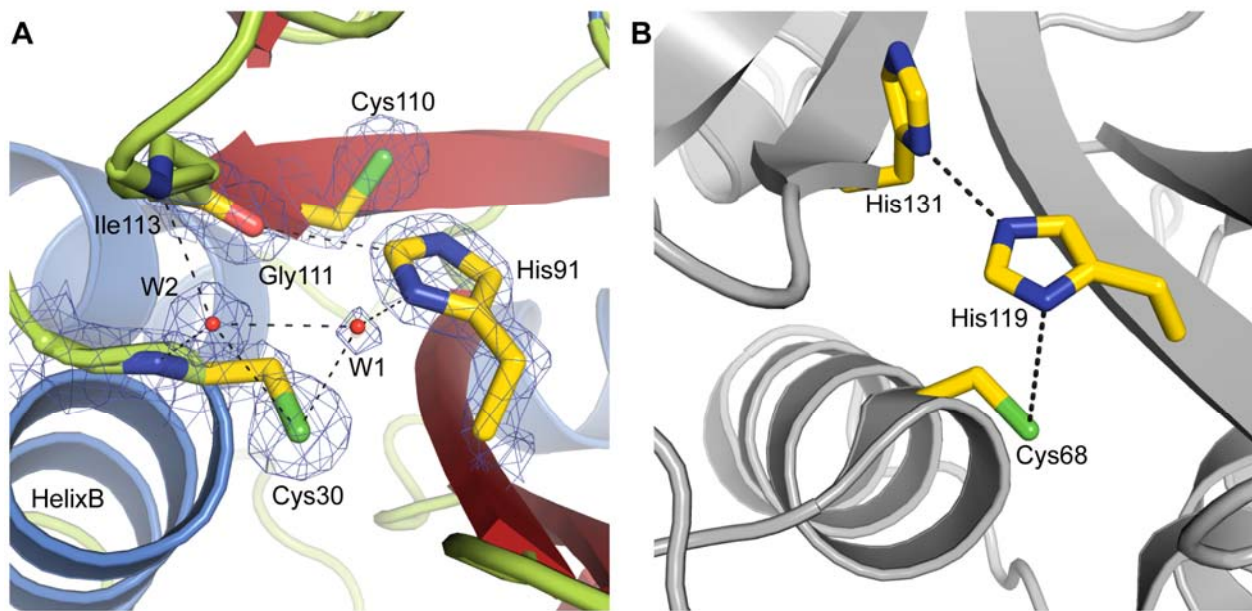 A
Cys110
Ile113
Gly111
His91
W2
W1
Cys30
HelixB
B
His131
His119
Cys68